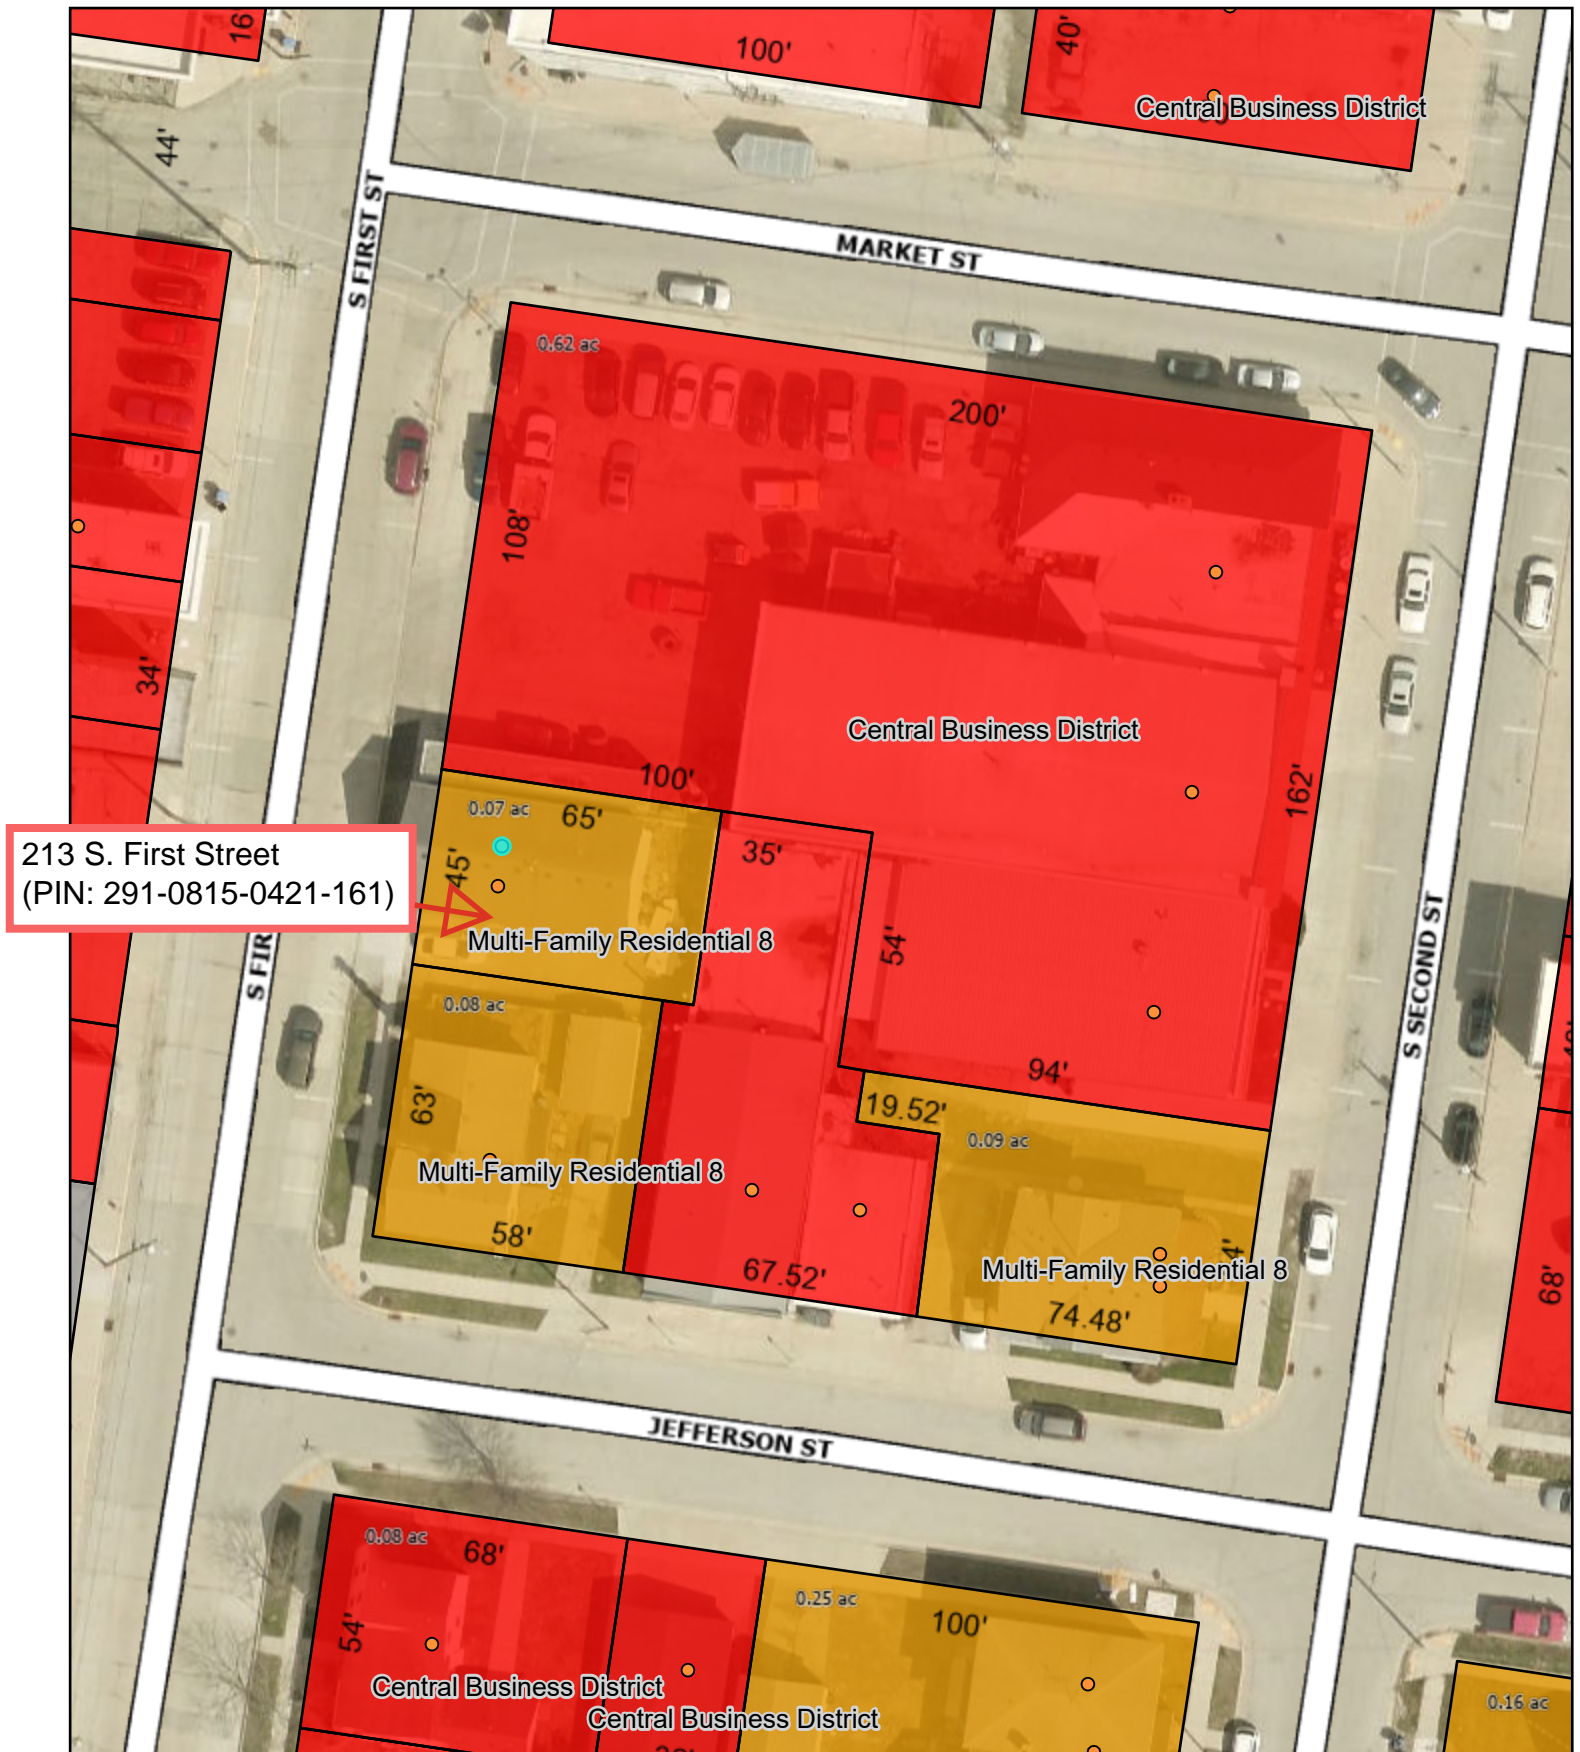 16'
100'
40'
Central Business District
44'
S FIRST ST
MARKET ST
0.62 ac
200'
108'
34'
Central Business District
100'
162'
0.07 ac
65'
213 S. First Street
(PIN: 291-0815-0421-161)
45'
35'
Multi-Family Residential 8
54'
S FIR
S SECOND ST
0.08 ac
94'
63'
19.52'
0.09 ac
Multi-Family Residential 8
58'
67.52'
Multi-Family Residential 8
74.48'
68'
JEFFERSON ST
0.08 ac
68'
54'
0.25 ac
100'
Central Business District
Central Business District
0.16 ac